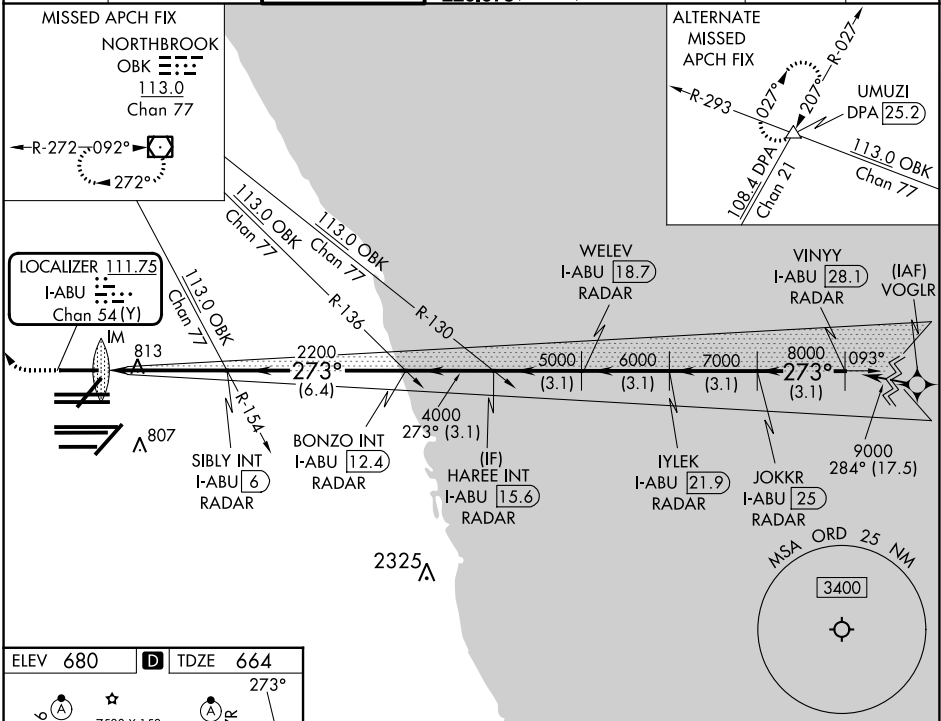 MISSED APCH FIX
NORTHBROOK
OBK
113.0
Chan 77
R-272
092°
272°
ALTERNATE
MISSED
APCH FIX
R-027
027°
207°
R-293
UMUZI
DPA 25.2
113.0 OBK
Chan 77
108.4 DPA
Chan 21
113.0 OBK
Chan 77
113.0 OBK
Chan 77
R-136
R-130
113.0 OBK
Chan 77
R-154
LOCALIZER 111.75
I-ABU
Chan 54 (Y)
IM
813
807
WELEV
I-ABU 18.7
RADAR
VINYY
I-ABU 28.1
RADAR
(IAF)
VOGLR
2200
273°
(6.4)
5000
(3.1)
6000
(3.1)
7000
(3.1)
8000
273°
(3.1)
093°
4000
273° (3.1)
9000
284° (17.5)
SIBLY INT
I-ABU 6
RADAR
BONZO INT
I-ABU 12.4
RADAR
(IF)
HAREE INT
I-ABU 15.6
RADAR
IYLEK
I-ABU 21.9
RADAR
JOKKR
I-ABU 25
RADAR
2325
MSA ORD 25 NM
3400
ELEV 680 D TDZE 664
273°
A
A